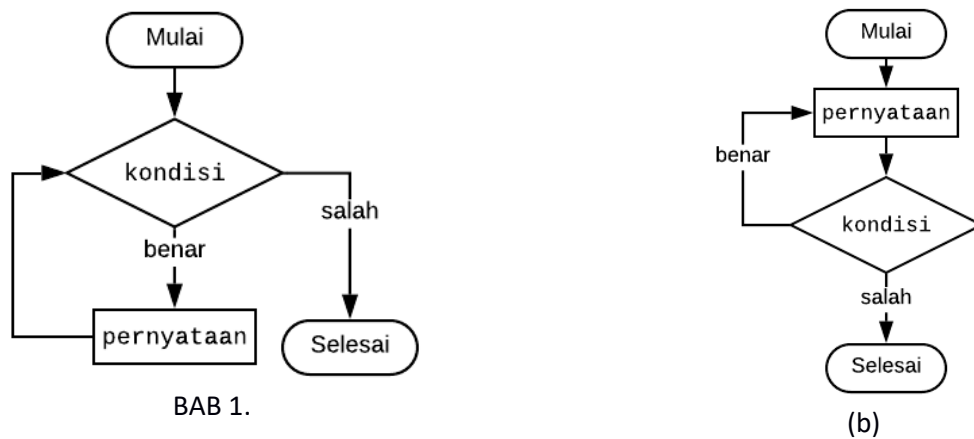 Mulai
kondisi
salah
benar
pernyataan
Selesai
BAB 1.
Mulai
pernyataan
benar
kondisi
salah
Selesai
(b)